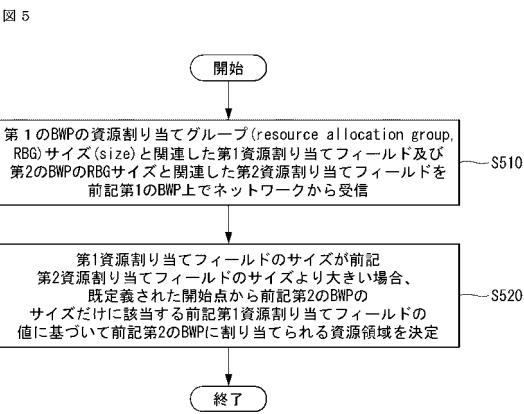 図5
開始
第1のBWPの資源割り当てグループ(resource allocation group,
RBG)サイズ(size)と関連した第1資源割り当てフィールド及び
第2のBWPのRBGサイズと関連した第2資源割り当てフィールドを
前記第1のBWP上でネットワークから受信
S510
第1資源割り当てフィールドのサイズが前記
第2資源割り当てフィールドのサイズより大きい場合、
既定義された開始点から前記第2のBWPの
サイズだけに該当する前記第1資源割り当てフィールドの
値に基づいて前記第2のBWPに割り当てられる資源領域を決定
S520
終了